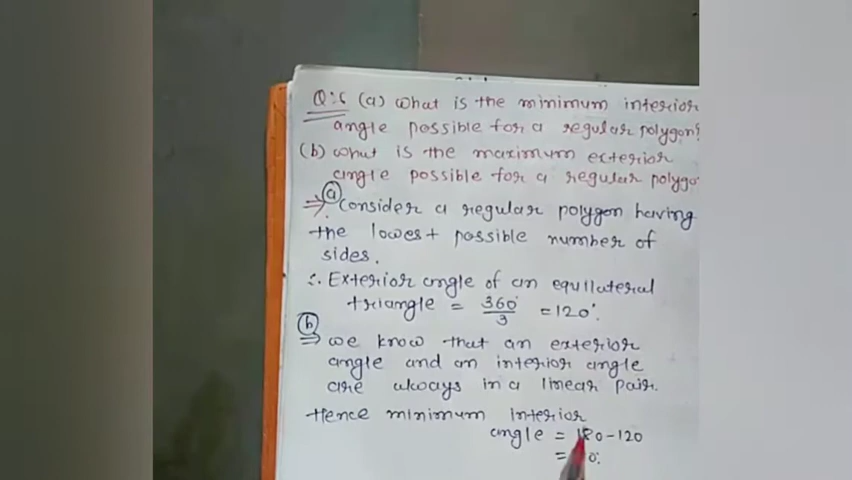 Q:6 (a) what is the minimum interior
angle possible for a regular polygon?
(b) what is the maximum exterior
angle possible for a regular polygo
⇒ (a) Consider a regular polygon having
the lowest possible number of
sides.
∴ Exterior angle of an equilateral
triangle = 360°/3 = 120°.
(b)
⇒ we know that an exterior
angle and an interior angle
are always in a linear pair.
Hence minimum interior
angle = 180-120
= 0°.